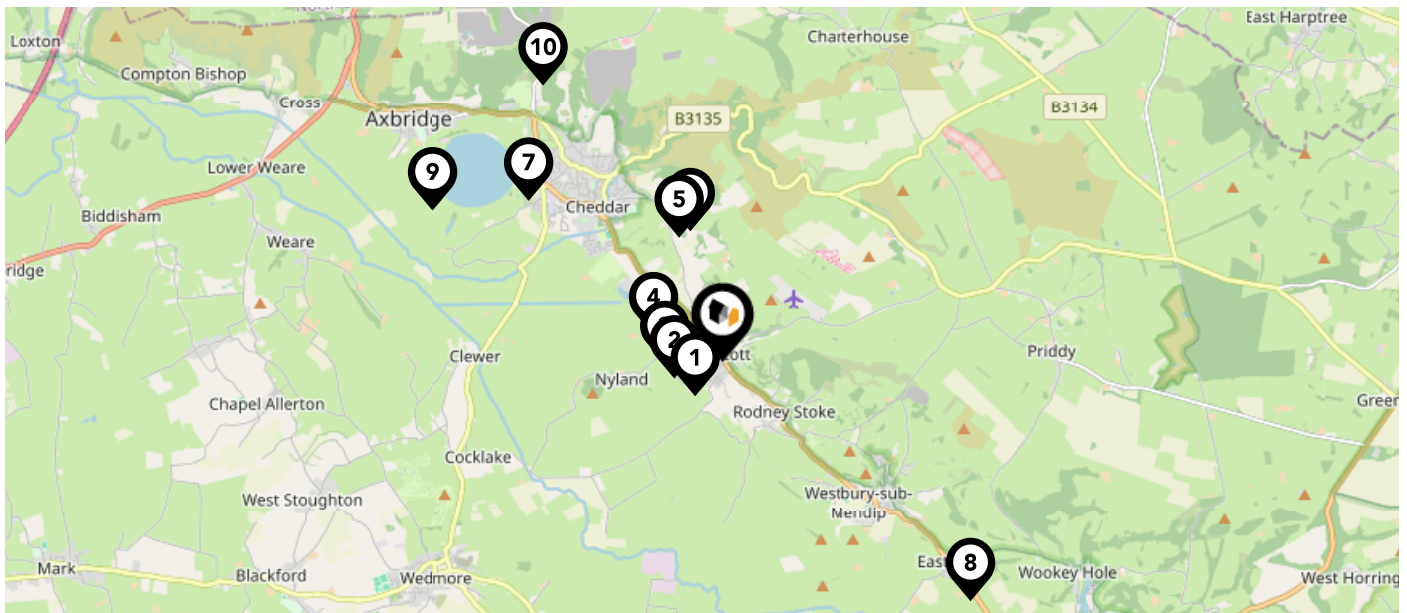 East Harptree
Loxton
Charterhouse
10
Compton Bishop
Cross
B3134
Axbridge
B3135
Lower Weare
9
7
5
Cheddar
Biddisham
Weare
ridge
4
2
1
ott
Clewer
Priddy
Nyland
Chapel Allerton
Green
Rodney Stoke
Cocklake
West Stoughton
Westbury-sub-
Mendip
Mark
Blackford
Wedmore
East
8
Wookey Hole
West Horring